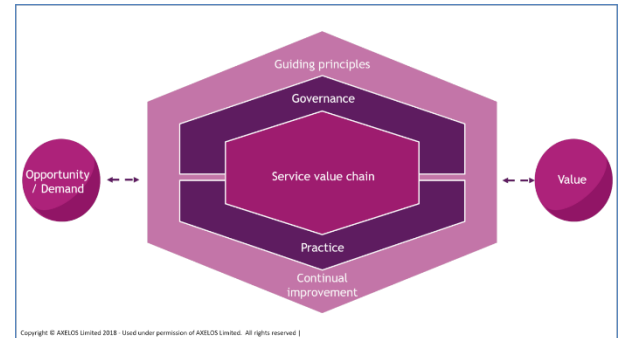 Guiding principles
Governance
Opportunity
/ Demand
Service value chain
Value
Practice
Continual
improvement
Copyright © AXELOS Limited 2018 - Used under permission of AXELOS Limited. All rights reserved |